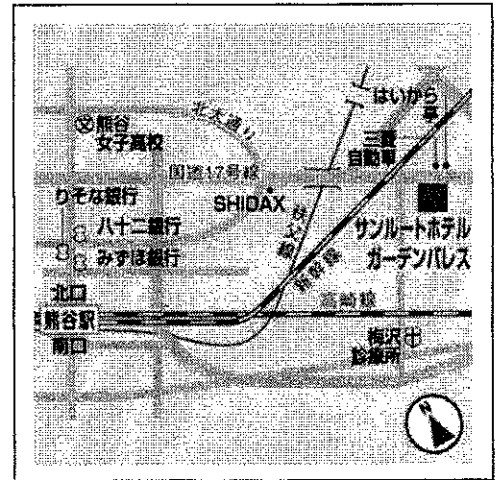 はいから
亭
北大通り
熊谷
女子高校
三菱
自動車
国道17号線
りそな銀行
SHIDAX
秩父線
八十二銀行
サンルートホテル
ガーデンパレス
みずほ銀行
新幹線
北口
高崎線
熊谷駅
南口
梅沢
診療所
N